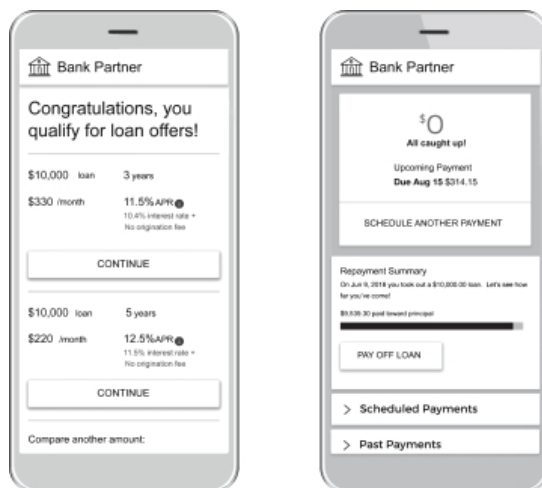 Bank Partner
Congratulations, you
qualify for loan offers!
$10,000 loan 3 years
$330 /month 11.5% APR
10.4% interest rate +
No origination fee
CONTINUE
$10,000 loan 5 years
$220 /month 12.5% APR
11.5% interest rate +
No origination fee
CONTINUE
Compare another amount:
Bank Partner
$0
All caught up!
Upcoming Payment
Due Aug 15 $314.15
SCHEDULE ANOTHER PAYMENT
Repayment Summary
On Jun 9, 2016 you took out a $10,000.00 loan. Let's see how
far you've come!
paid toward principal
PAY OFF LOAN
> Scheduled Payments
> Past Payments